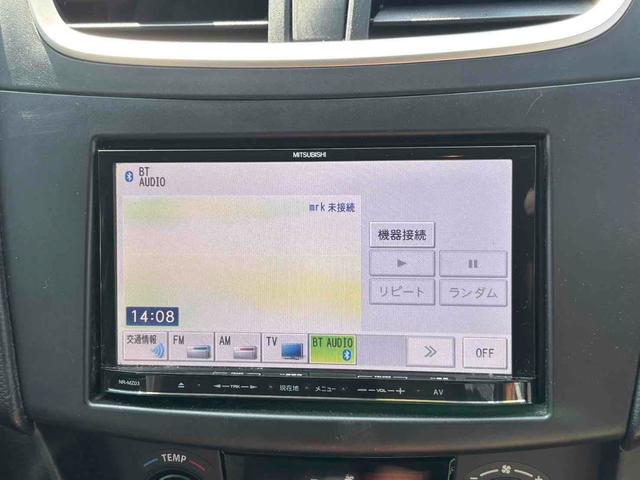 MITSUBISHI
BT
AUDIO
mrk 未接続
機器接続
リピート ランダム
14:08
交通情報 FM AM TV BT AUDIO OFF
NR-MZ03 TRK 現在地 メニュー VOL AV
TEMP